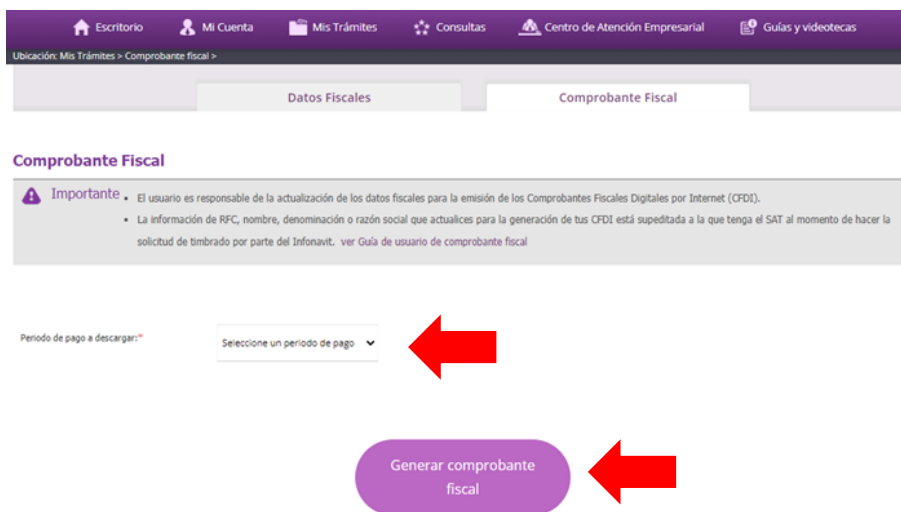 Escritorio Mi Cuenta Mis Trámites Consultas Centro de Atención Empresarial Guías y videotecas
Ubicación: Mis Trámites > Comprobante fiscal >
Datos Fiscales Comprobante Fiscal
Comprobante Fiscal
Importante
• El usuario es responsable de la actualización de los datos fiscales para la emisión de los Comprobantes Fiscales Digitales por Internet (CFDI).
• La información de RFC, nombre, denominación o razón social que actualices para la generación de tus CFDI está supeditada a la que tenga el SAT al momento de hacer la
solicitud de timbrado por parte del Infonavit. ver Guía de usuario de comprobante fiscal
Periodo de pago a descargar:* Seleccione un periodo de pago
Generar comprobante
fiscal